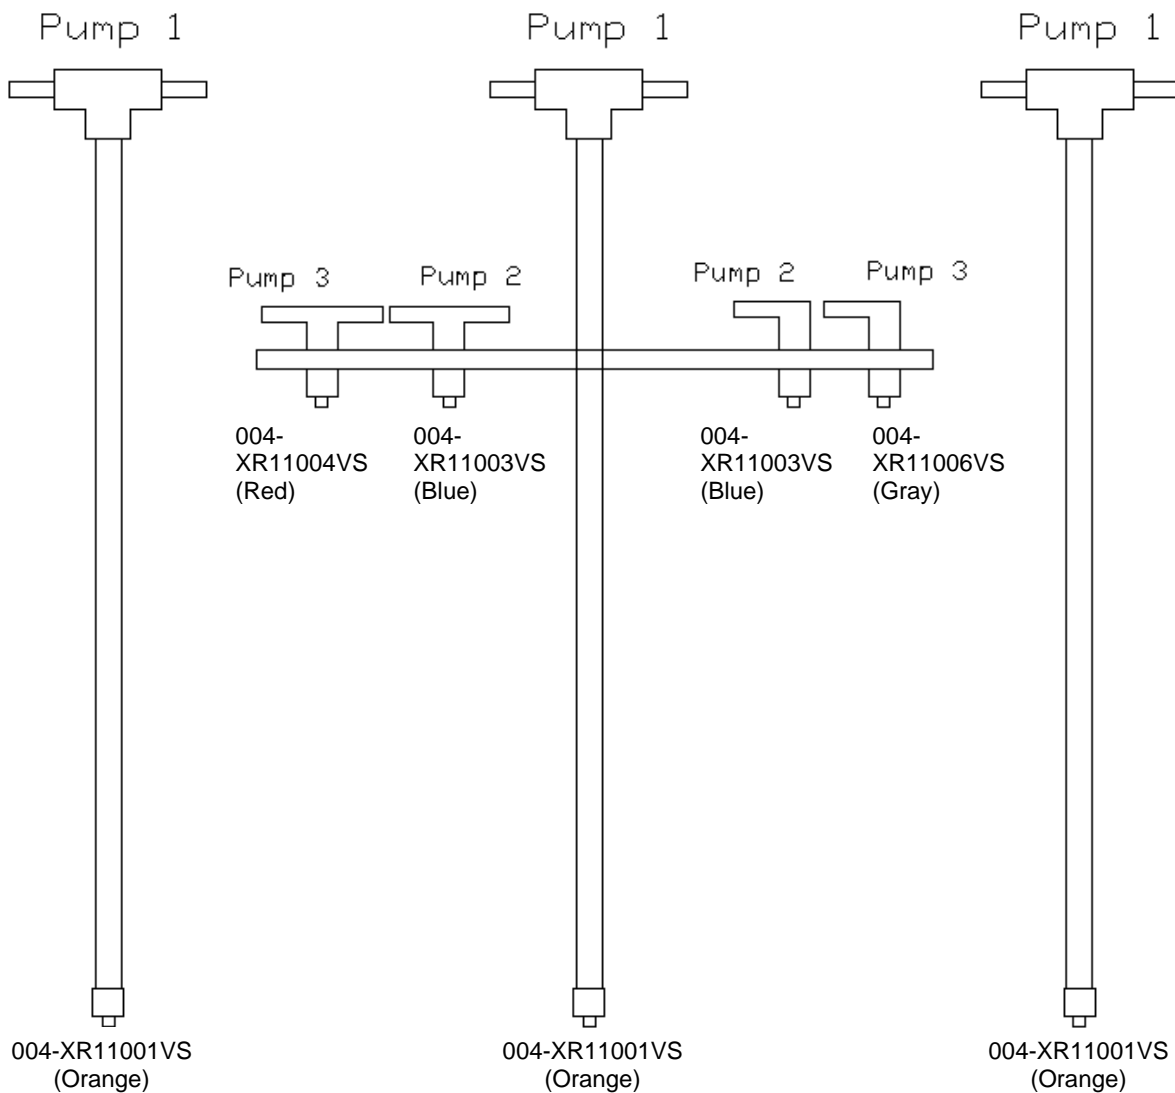 Pump 1
Pump 1
Pump 1
Pump 3
Pump 2
Pump 2
Pump 3
004-
XR11004VS
(Red)
004-
XR11003VS
(Blue)
004-
XR11003VS
(Blue)
004-
XR11006VS
(Gray)
004-XR11001VS
(Orange)
004-XR11001VS
(Orange)
004-XR11001VS
(Orange)